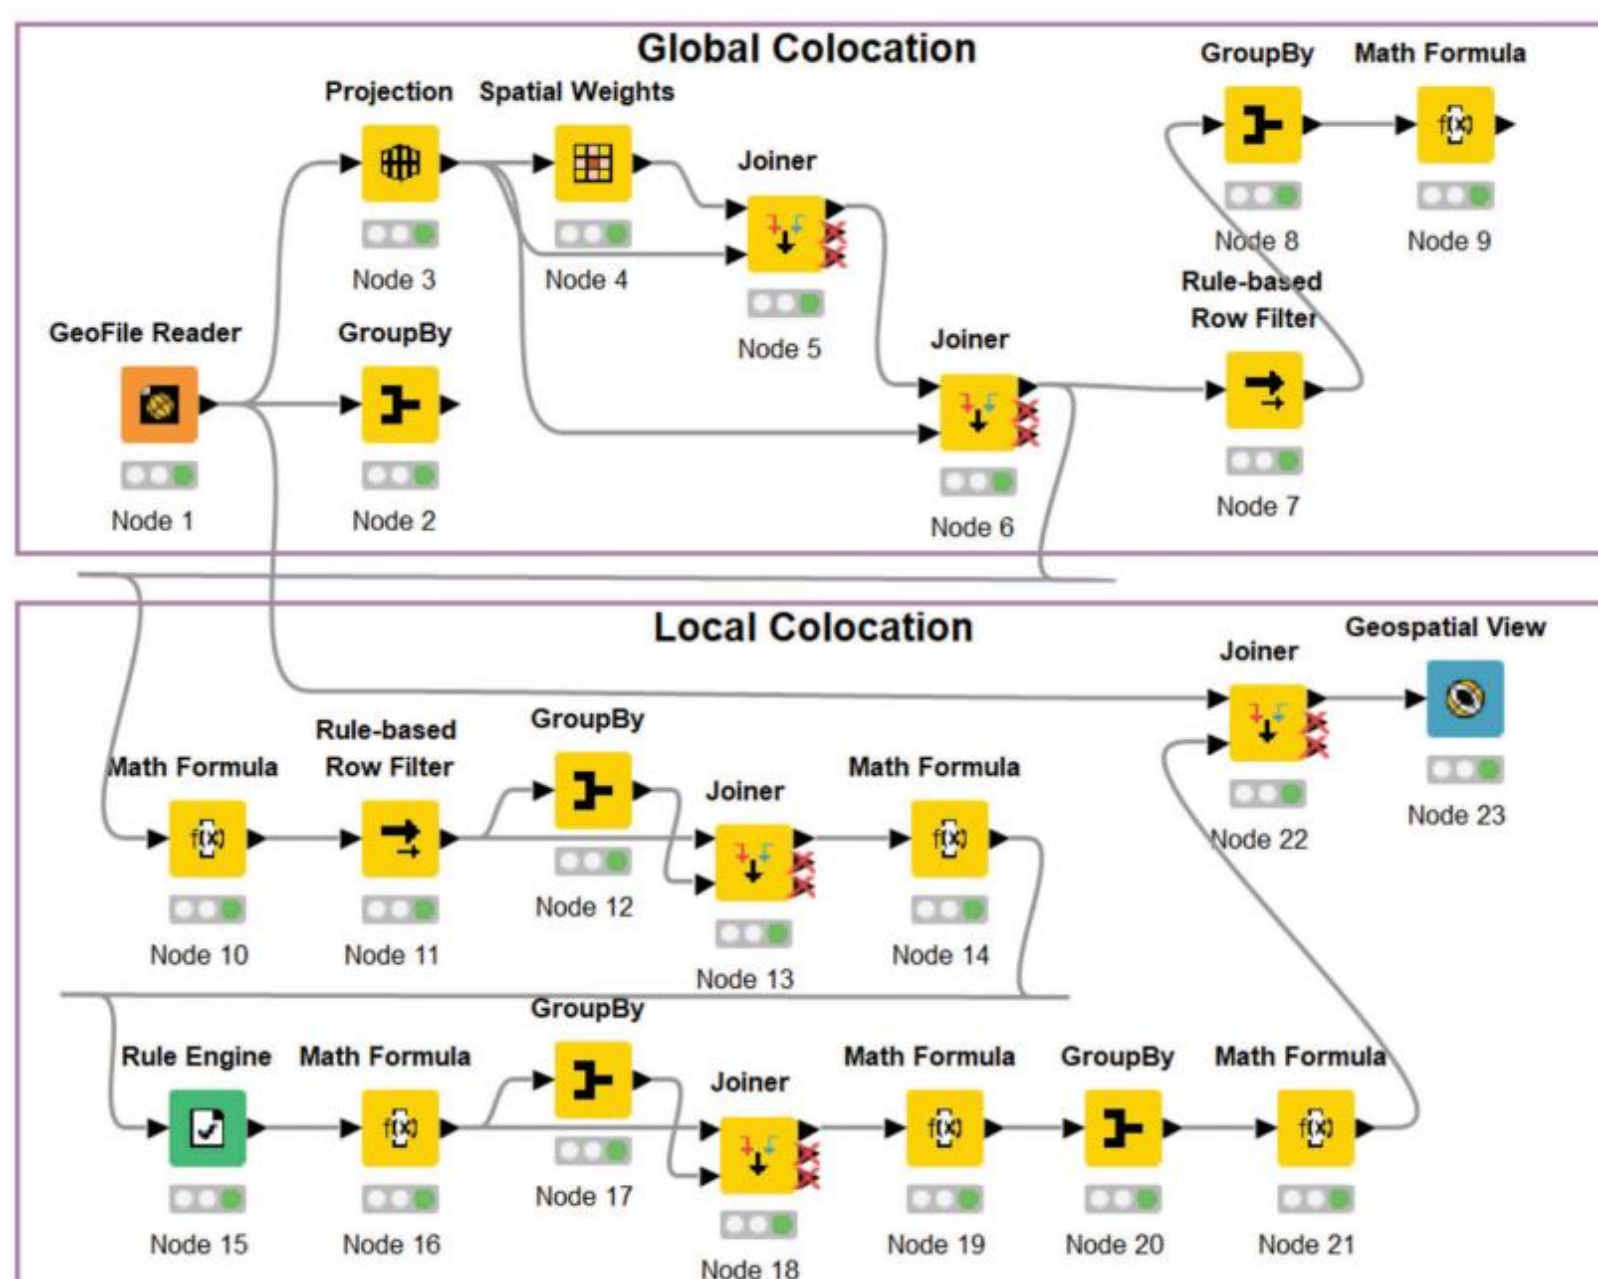 Global Colocation
GroupBy
Math Formula
Projection
Spatial Weights
Joiner
f(x)
Node 8
Node 9
Node 3
Node 4
Rule-based
Row Filter
GeoFile Reader
GroupBy
Node 5
Joiner
Node 1
Node 2
Node 6
Node 7
Local Colocation
Geospatial View
Joiner
GroupBy
Rule-based
Row Filter
Math Formula
Math Formula
Joiner
f(x)
f(x)
Node 22
Node 23
Node 12
Node 10
Node 11
Node 13
Node 14
GroupBy
Rule Engine
Math Formula
Joiner
Math Formula
GroupBy
Math Formula
f(x)
f(x)
f(x)
Node 17
Node 15
Node 16
Node 18
Node 19
Node 20
Node 21